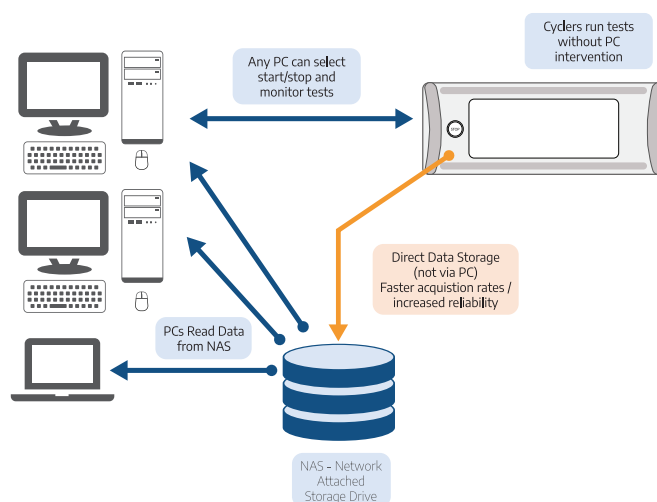 Any PC can select
start/stop and
monitor tests
Cyclers run tests
without PC
intervention
STOP
Direct Data Storage
(not via PC)
Faster acquistion rates /
increased reliability
PCs Read Data
from NAS
NAS - Network
Attached
Storage Drive